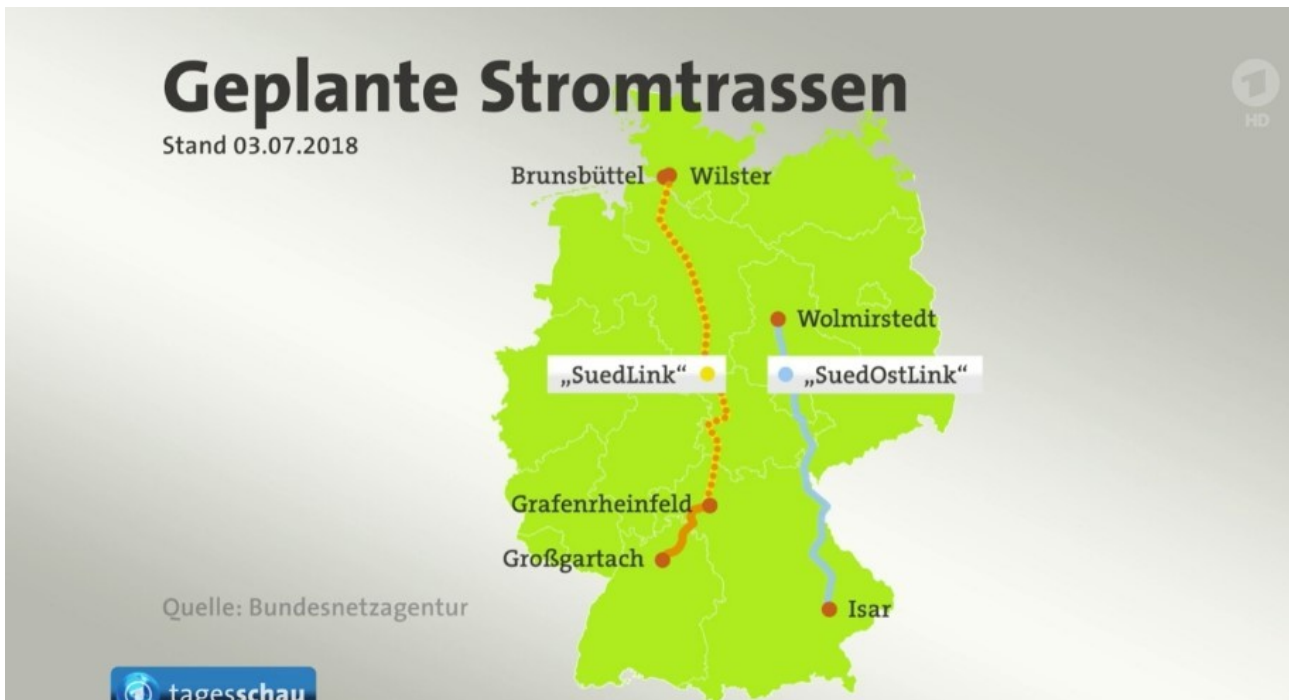 Geplante Stromtrassen
Stand 03.07.2018
HD
Brunsbüttel
Wilster
Wolmirstedt
„SuedLink“
„SuedOstLink“
Grafenrheinfeld
Großgartach
Isar
Quelle: Bundesnetzagentur
tagesschau